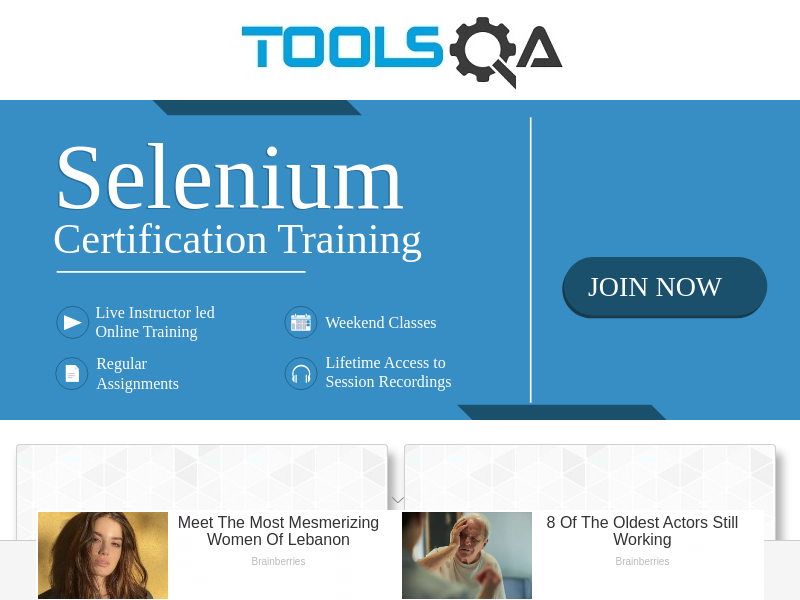 TOOLSQA
Selenium
Certification Training
Live Instructor led
Online Training
Weekend Classes
Regular
Assignments
Lifetime Access to
Session Recordings
JOIN NOW
Meet The Most Mesmerizing
Women Of Lebanon
Brainberries
8 Of The Oldest Actors Still
Working
Brainberries